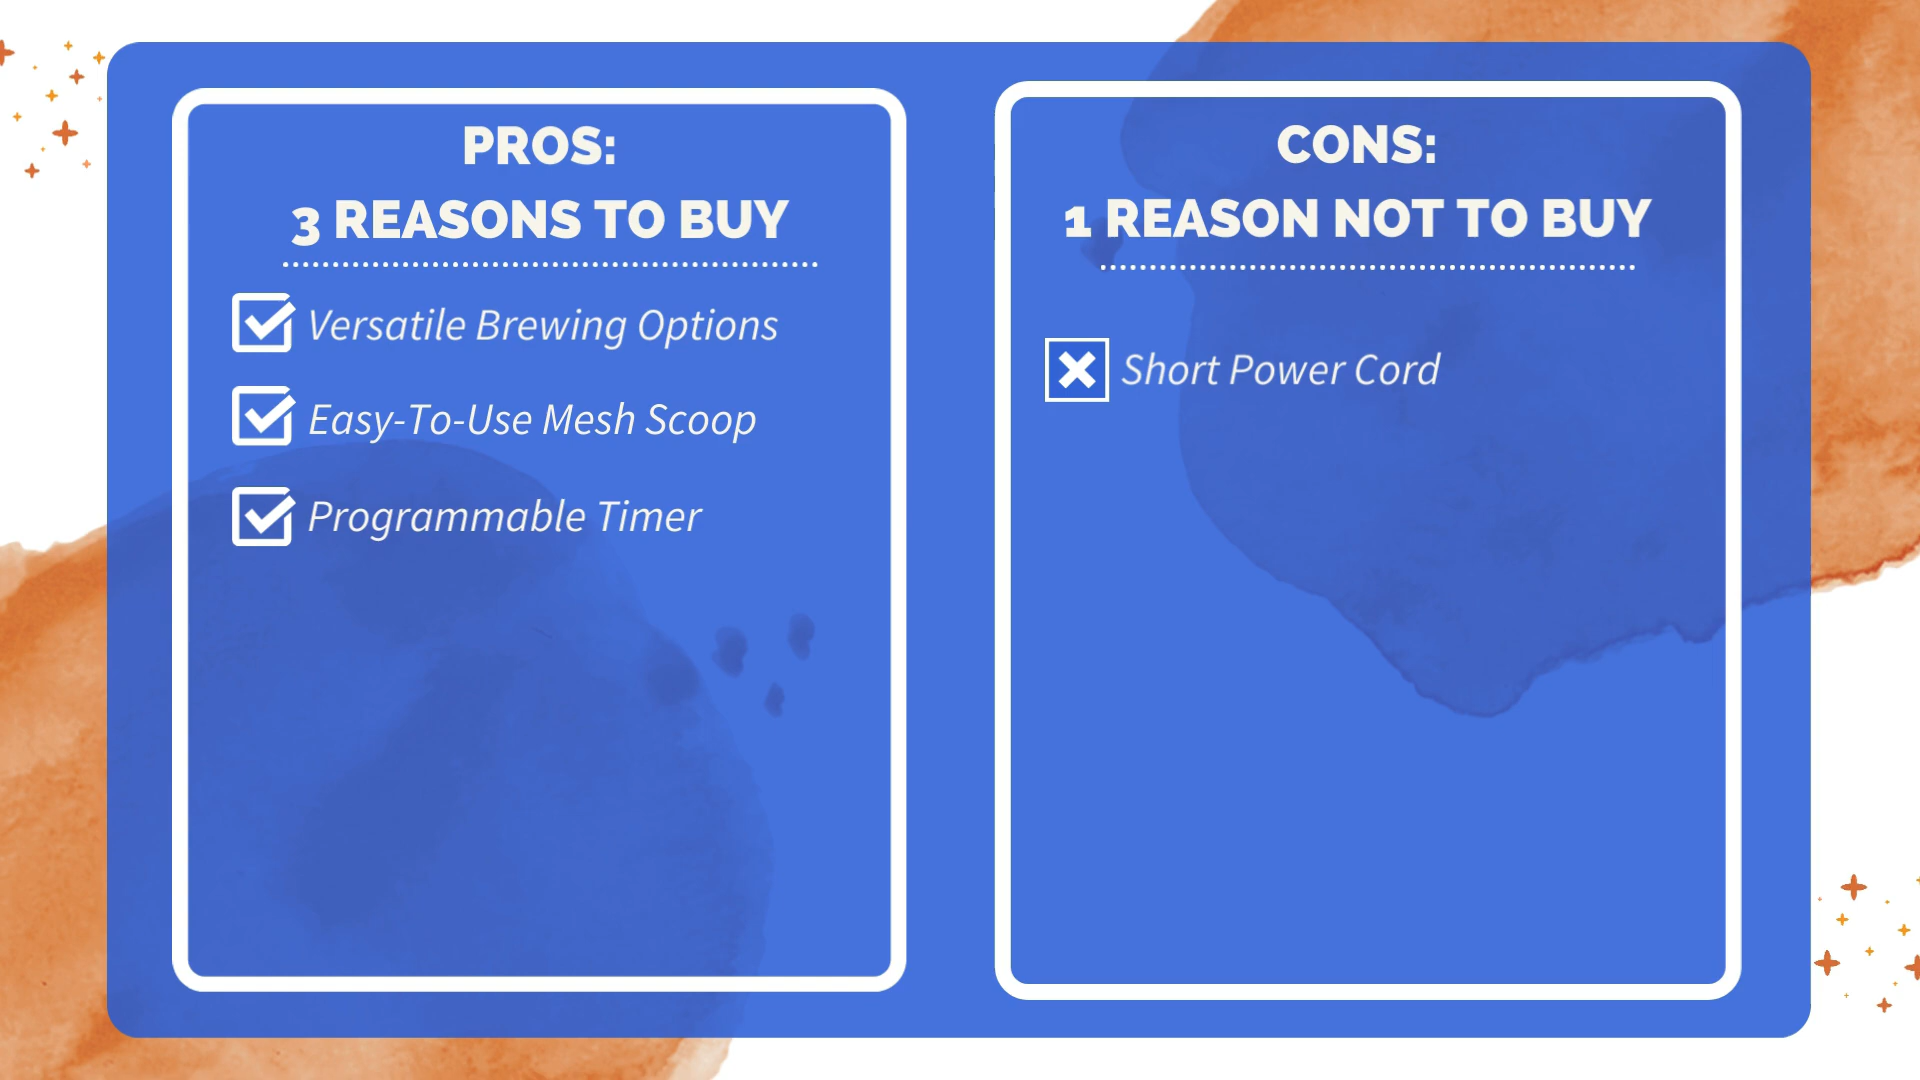 PROS:
3 REASONS TO BUY
Versatile Brewing Options
Easy-To-Use Mesh Scoop
Programmable Timer
CONS:
1 REASON NOT TO BUY
Short Power Cord